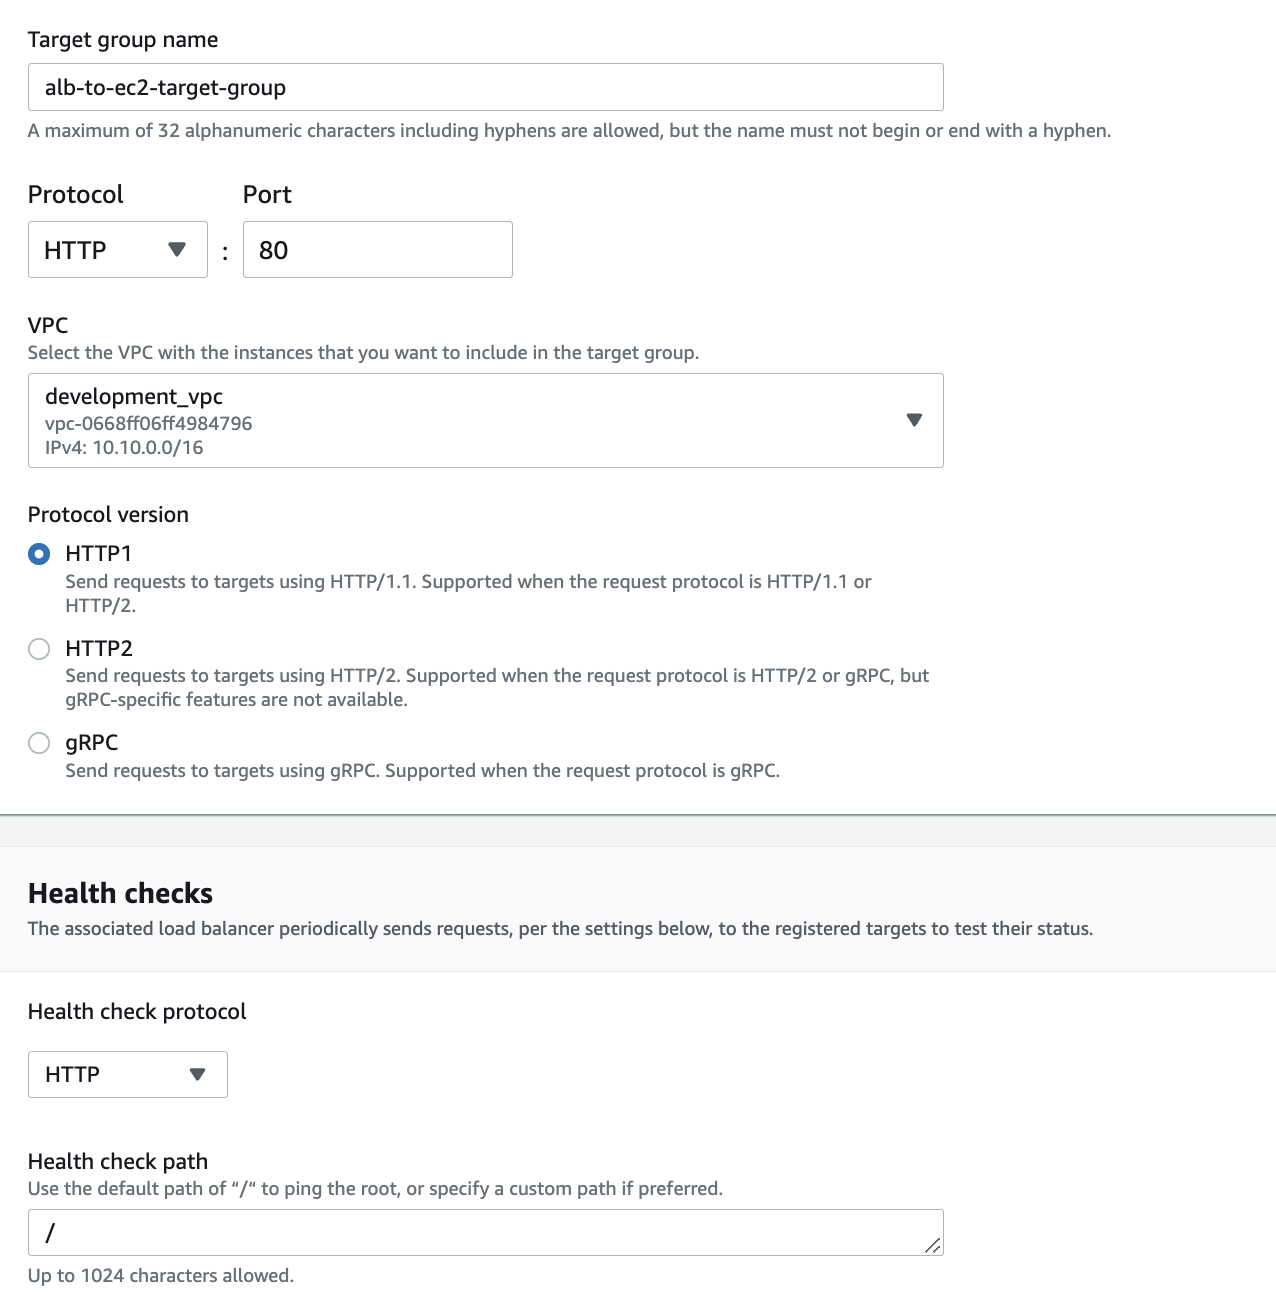 Target group name
alb-to-ec2-target-group
A maximum of 32 alphanumeric characters including hyphens are allowed, but the name must not begin or end with a hyphen.
Protocol Port
HTTP : 80
VPC
Select the VPC with the instances that you want to include in the target group.
development_vpc
vpc-0668ff06ff4984796
IPv4: 10.10.0.0/16
Protocol version
HTTP1
Send requests to targets using HTTP/1.1. Supported when the request protocol is HTTP/1.1 or
HTTP/2.
HTTP2
Send requests to targets using HTTP/2. Supported when the request protocol is HTTP/2 or gRPC, but
gRPC-specific features are not available.
gRPC
Send requests to targets using gRPC. Supported when the request protocol is gRPC.
Health checks
The associated load balancer periodically sends requests, per the settings below, to the registered targets to test their status.
Health check protocol
HTTP
Health check path
Use the default path of “/“ to ping the root, or specify a custom path if preferred.
/
Up to 1024 characters allowed.